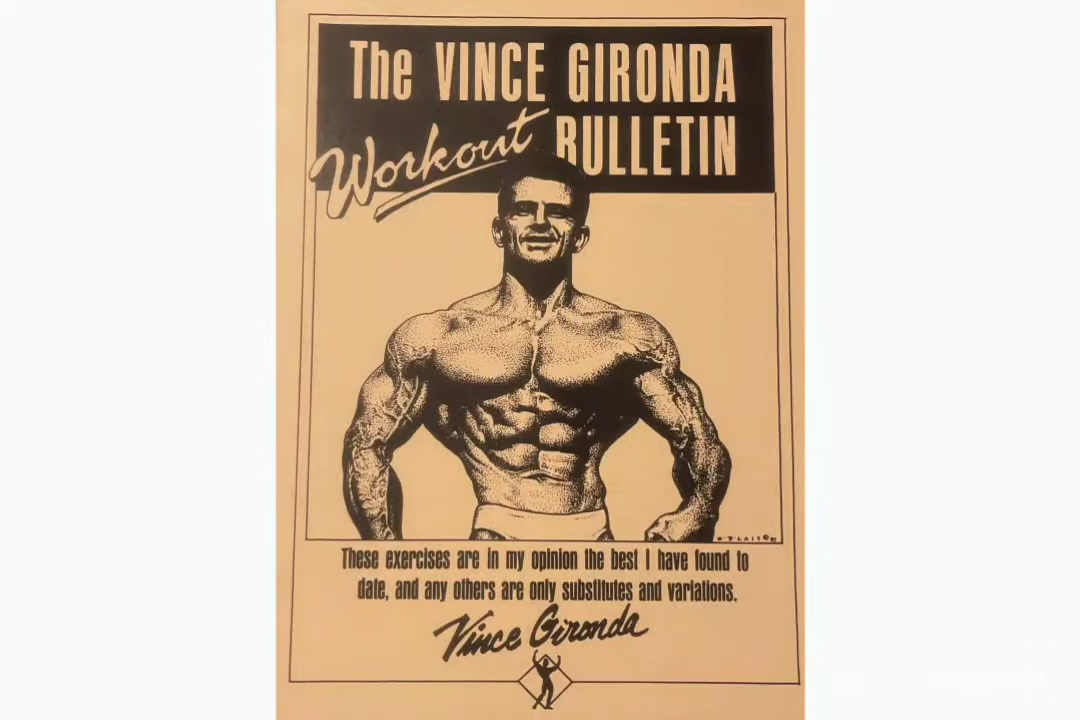 The VINCE GIRONDA
Workout BULLETIN
These exercises are in my opinion the best I have found to
date, and any others are only substitutes and variations.
Vince Gironda